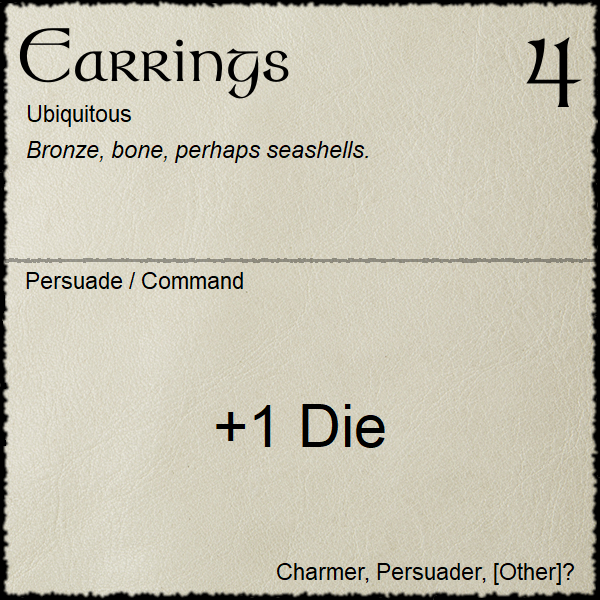 Earrings
4
Ubiquitous
Bronze, bone, perhaps seashells.
Persuade / Command
+1 Die
Charmer, Persuader, [Other]?